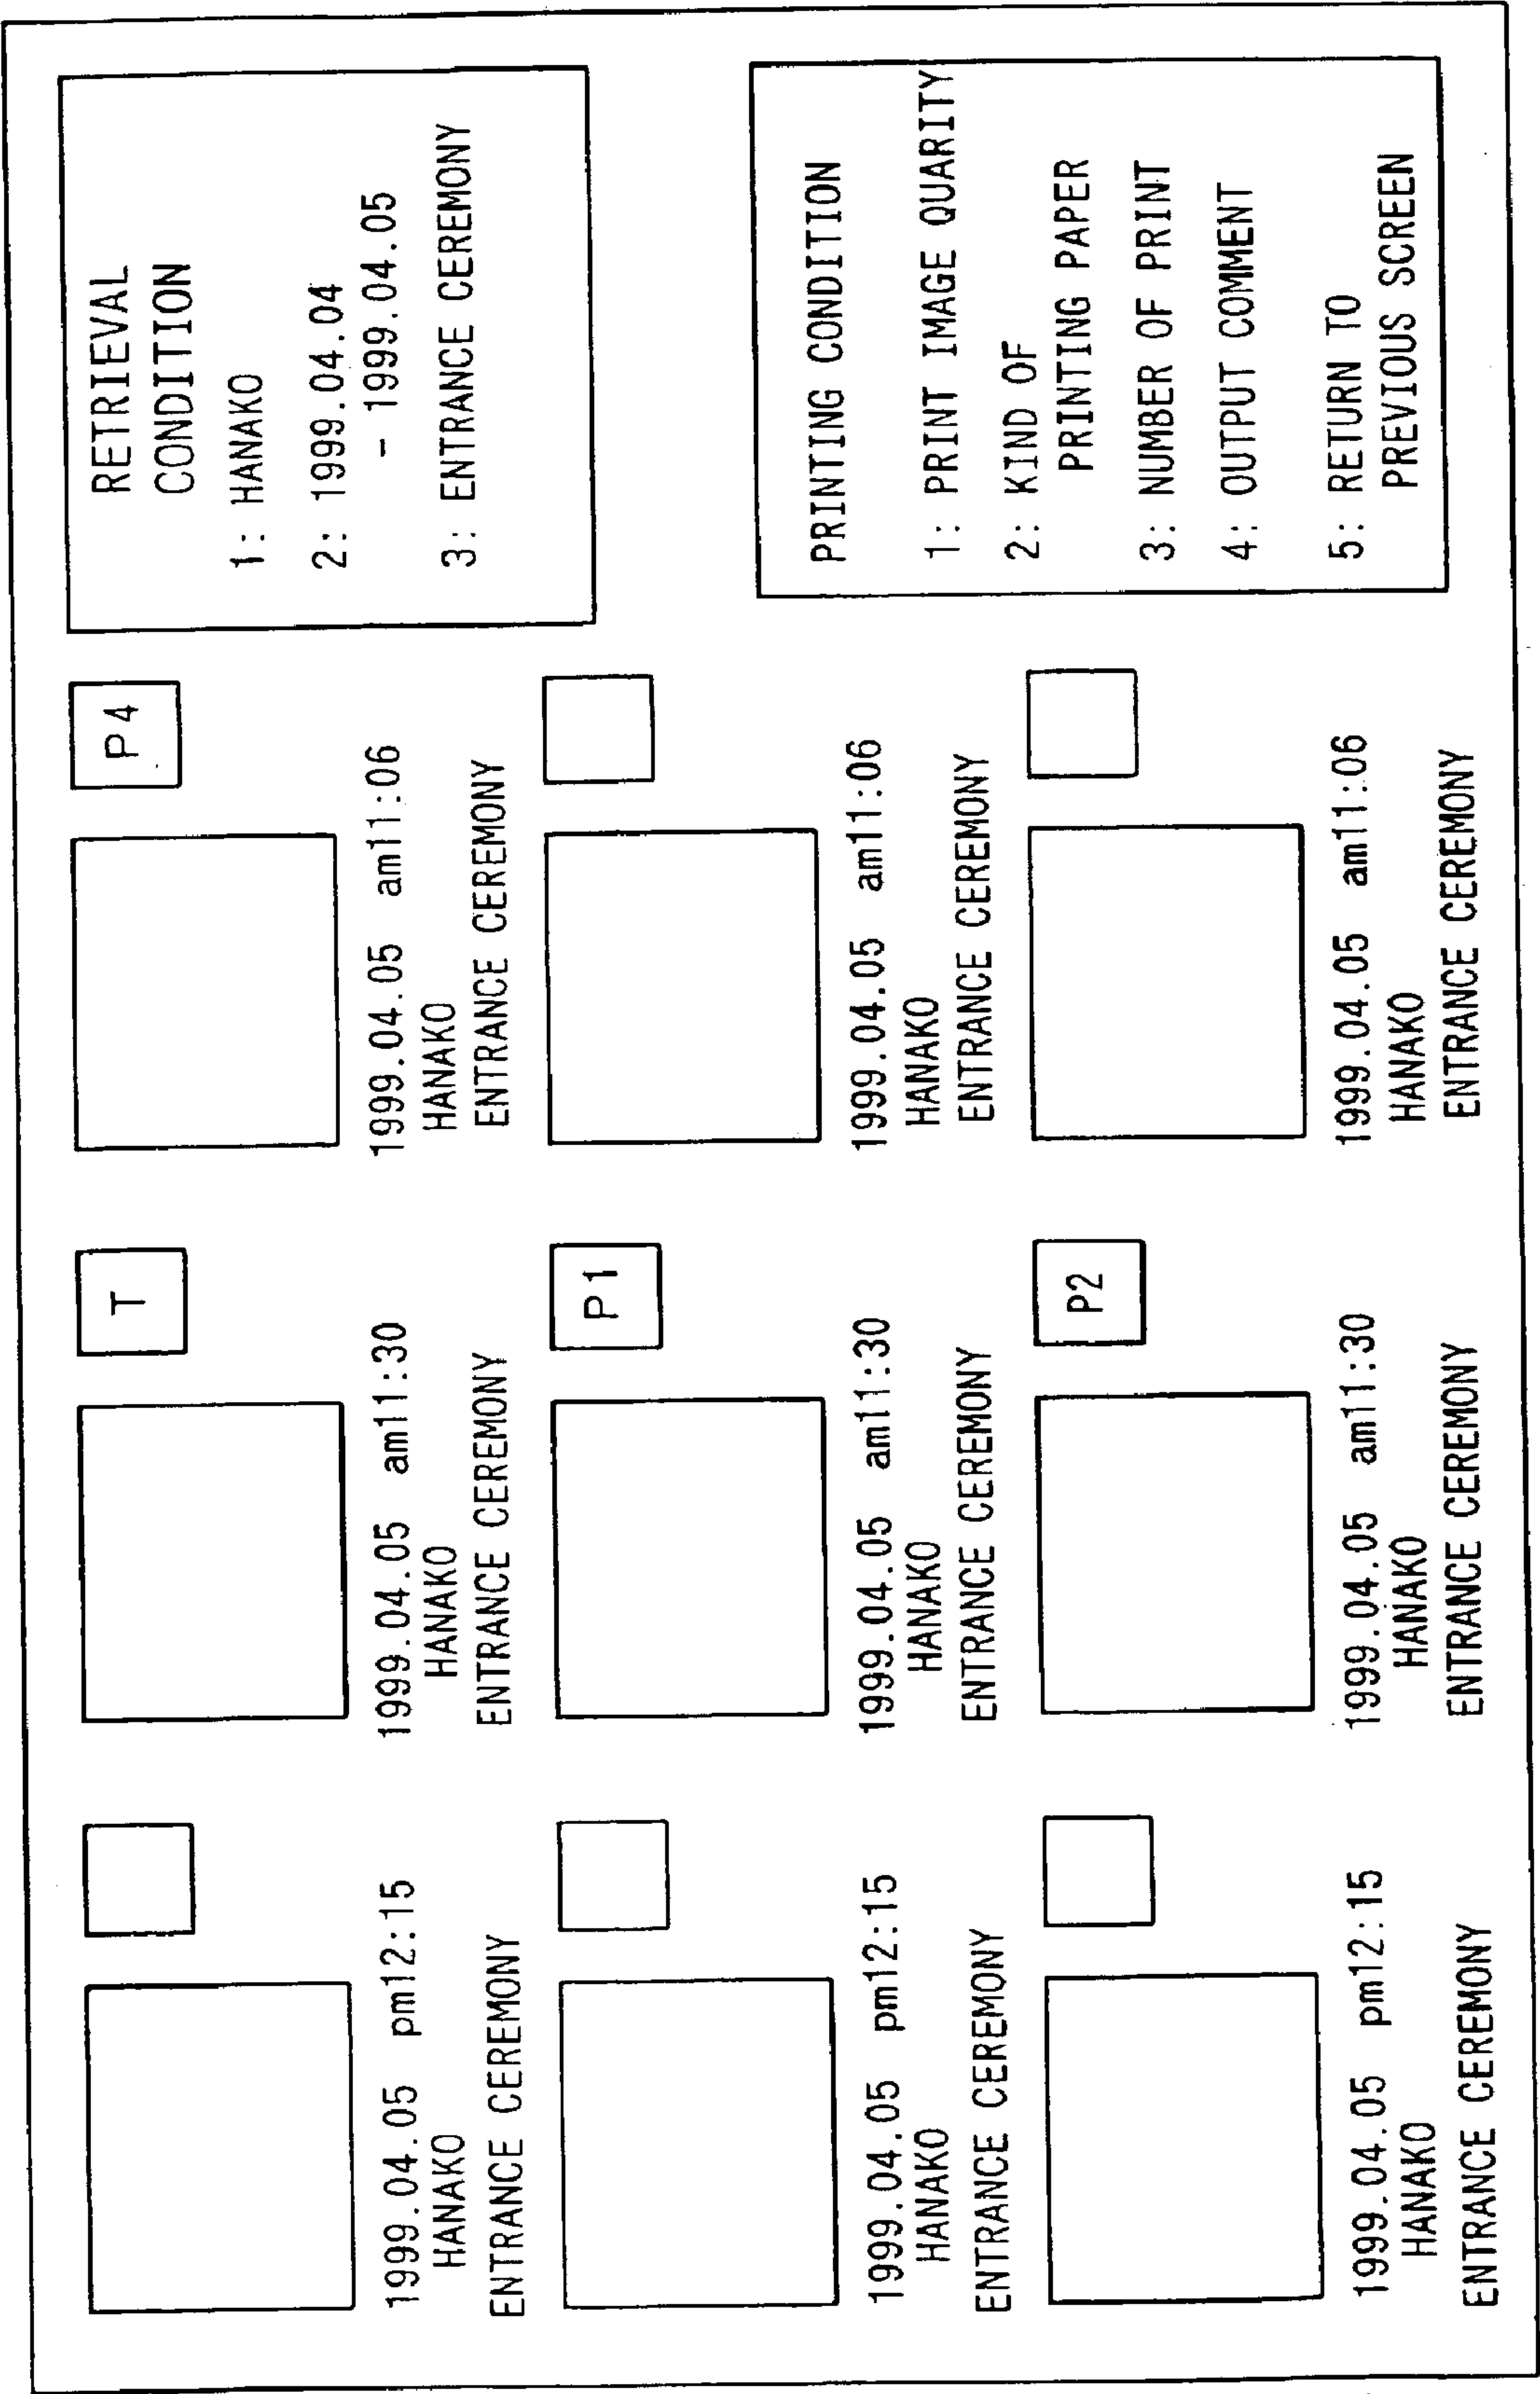 T
P4
1999.04.05 pm12:15
HANAKO
ENTRANCE CEREMONY
1999.04.05 am11:30
HANAKO
ENTRANCE CEREMONY
1999.04.05 am11:06
HANAKO
ENTRANCE CEREMONY
P1
1999.04.05 pm12:15
HANAKO
ENTRANCE CEREMONY
1999.04.05 am11:30
HANAKO
ENTRANCE CEREMONY
1999.04.05 am11:06
HANAKO
ENTRANCE CEREMONY
P2
1999.04.05 pm12:15
HANAKO
ENTRANCE CEREMONY
1999.04.05 am11:30
HANAKO
ENTRANCE CEREMONY
1999.04.05 am11:06
HANAKO
ENTRANCE CEREMONY
RETRIEVAL
CONDITION
1: HANAKO
2: 1999.04.04
- 1999.04.05
3: ENTRANCE CEREMONY
PRINTING CONDITION
1: PRINT IMAGE QUARITY
2: KIND OF
PRINTING PAPER
3: NUMBER OF PRINT
4: OUTPUT COMMENT
5: RETURN TO
PREVIOUS SCREEN